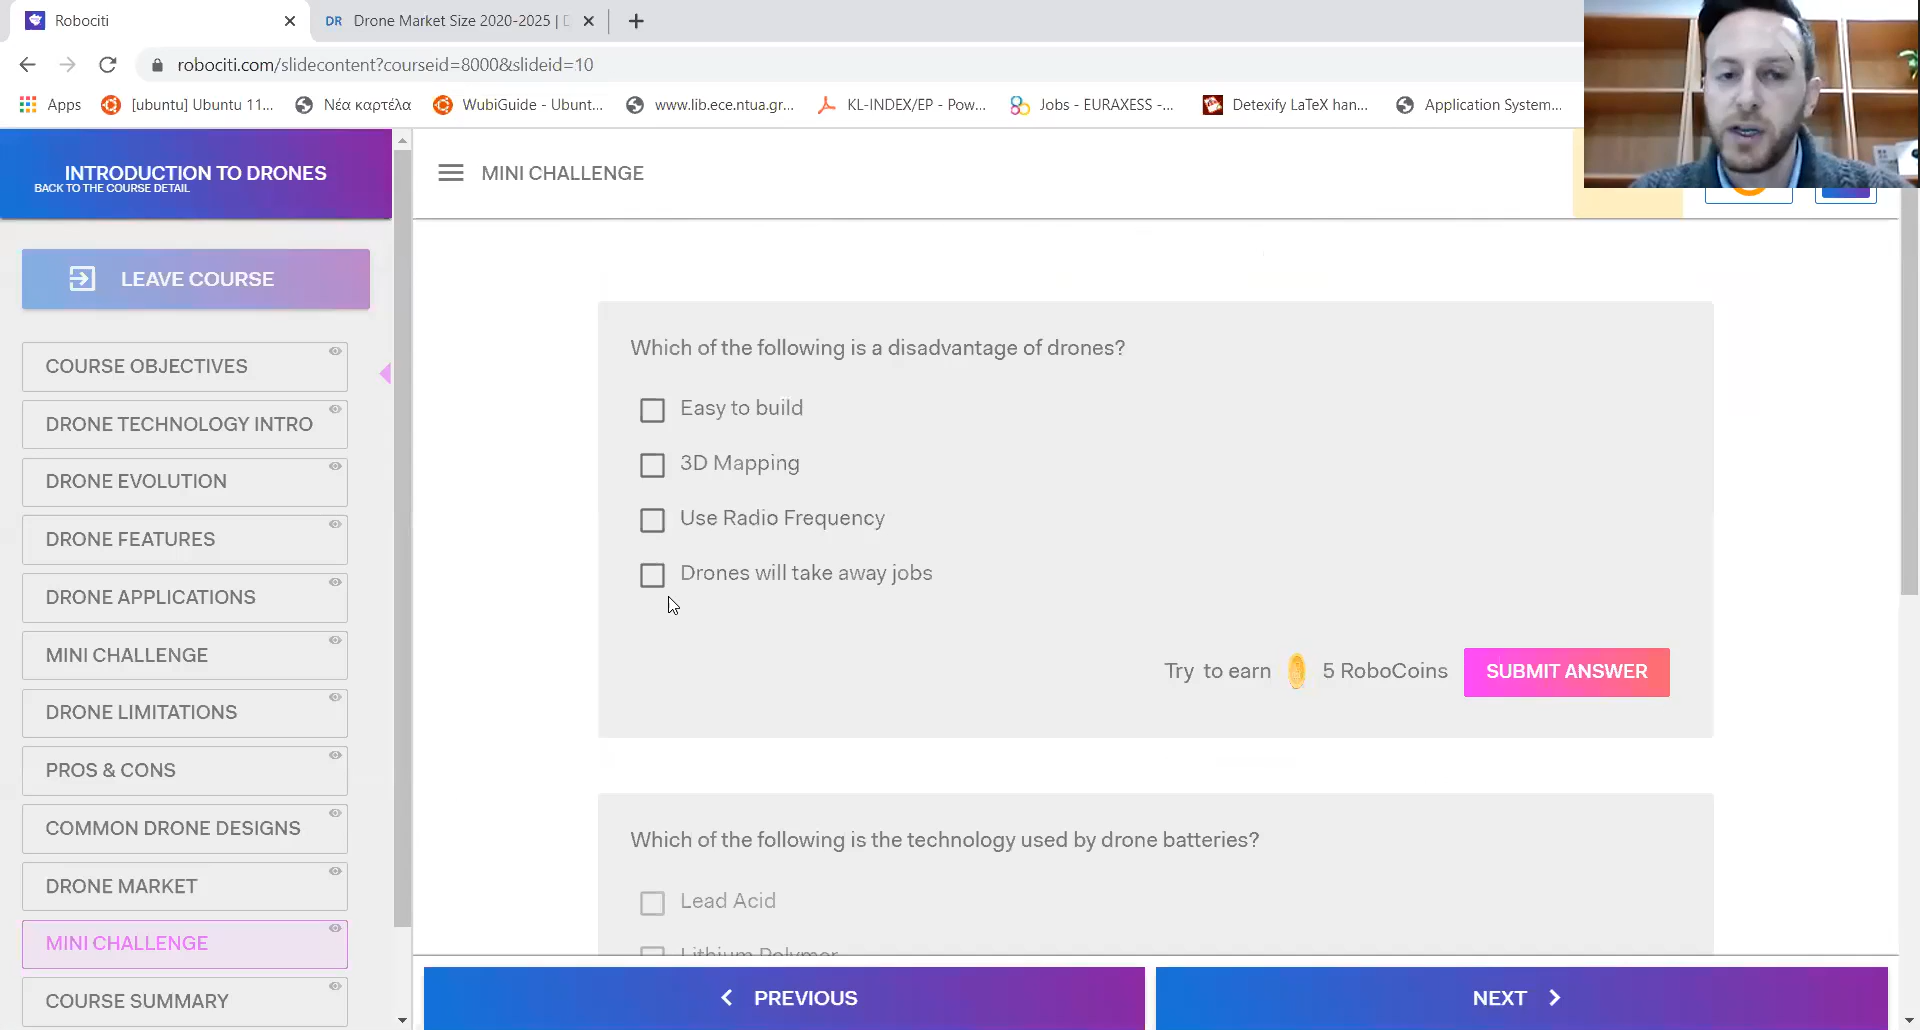 Robociti
DR Drone Market Size 2020-2025 | D
robociti.com/slidecontent?courseid=8000&slideid=10
Apps
[ubuntu] Ubuntu 11...
Νέα καρτέλα
WubiGuide - Ubunt...
www.lib.ece.ntua.gr...
KL-INDEX/EP - Pow...
Jobs - EURAXESS -...
Detexify LaTeX han...
Application System...
INTRODUCTION TO DRONES
BACK TO THE COURSE DETAIL
LEAVE COURSE
COURSE OBJECTIVES
DRONE TECHNOLOGY INTRO
DRONE EVOLUTION
DRONE FEATURES
DRONE APPLICATIONS
MINI CHALLENGE
DRONE LIMITATIONS
PROS & CONS
COMMON DRONE DESIGNS
DRONE MARKET
MINI CHALLENGE
COURSE SUMMARY
MINI CHALLENGE
Which of the following is a disadvantage of drones?
Easy to build
3D Mapping
Use Radio Frequency
Drones will take away jobs
Try to earn 5 RoboCoins
SUBMIT ANSWER
Which of the following is the technology used by drone batteries?
Lead Acid
Lithium Polymer
PREVIOUS
NEXT